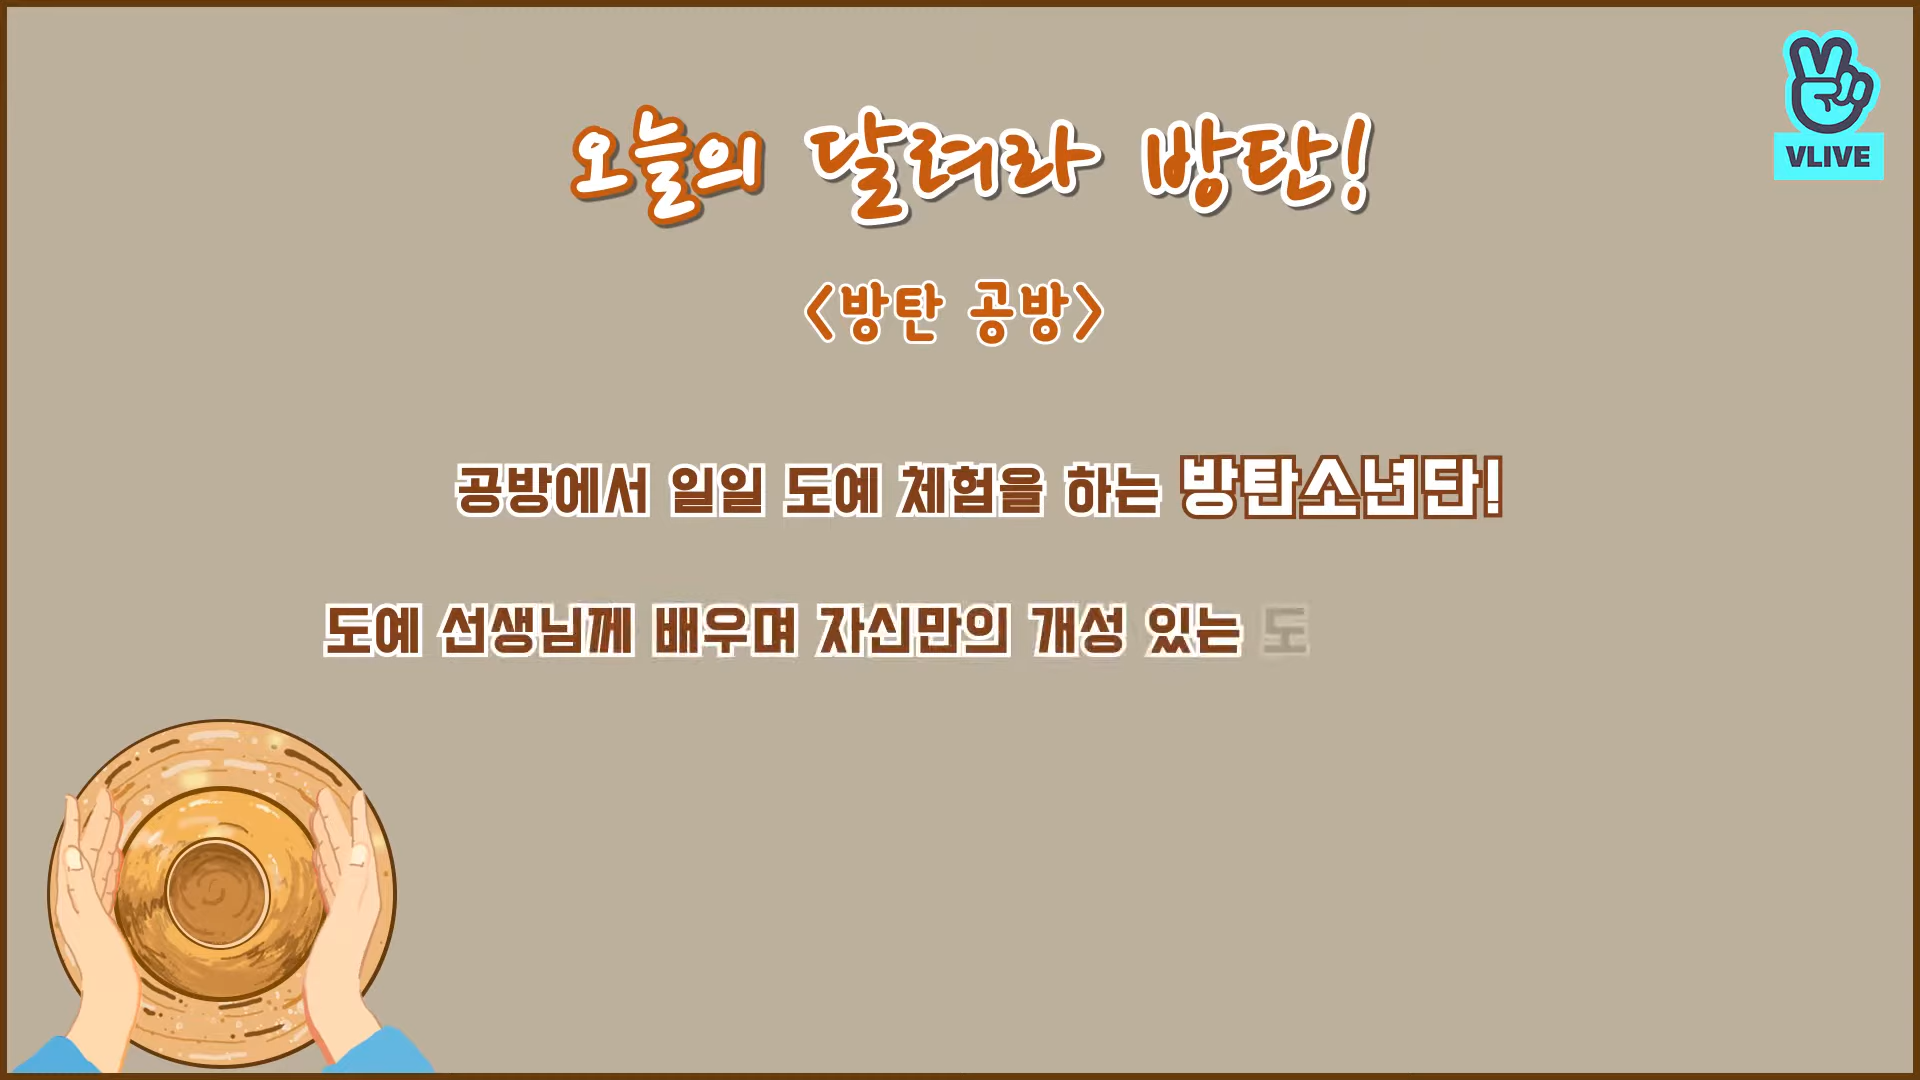 오늘의 달려라 방탄!
VLIVE
<방탄 공방>
공방에서 일일 도예 체험을 하는 방탄소년단!
도예 선생님께 배우며 자신만의 개성 있는 도